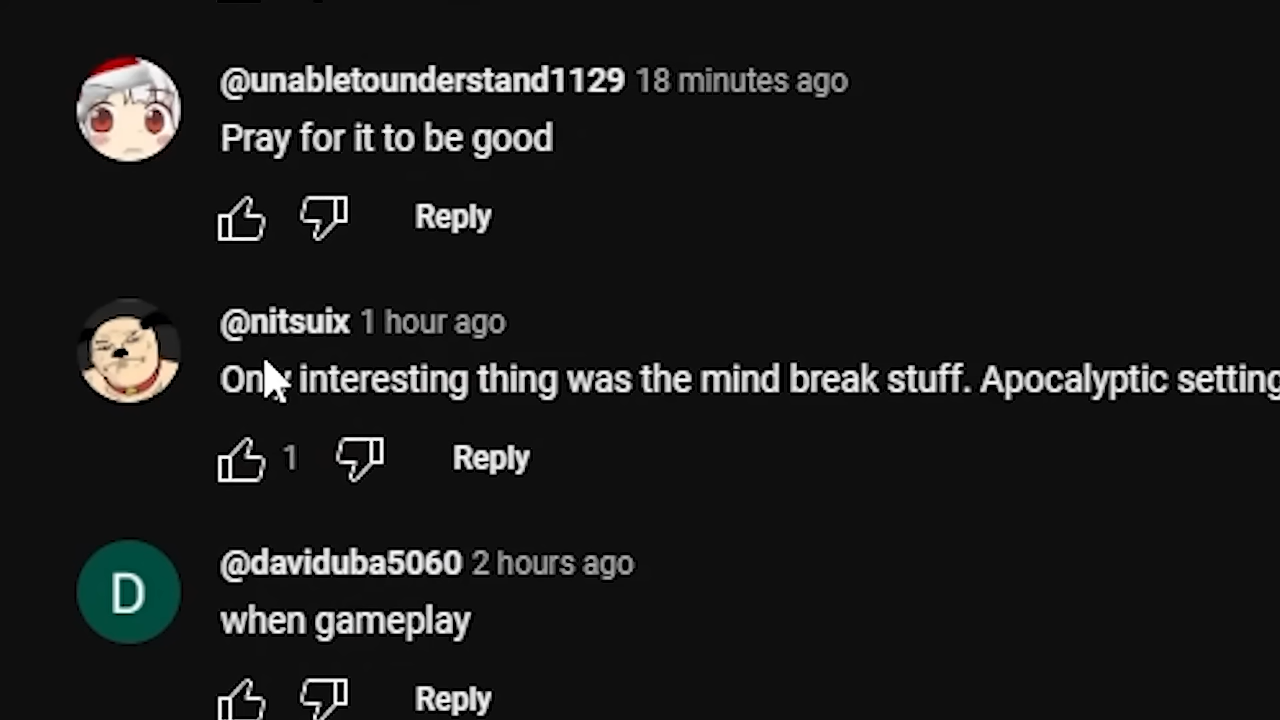 @unabletounderstand1129 18 minutes ago
Pray for it to be good
Reply
@nitsuix 1 hour ago
Only interesting thing was the mind break stuff. Apocalyptic setting
1 Reply
D
@daviduba5060 2 hours ago
when gameplay
Reply